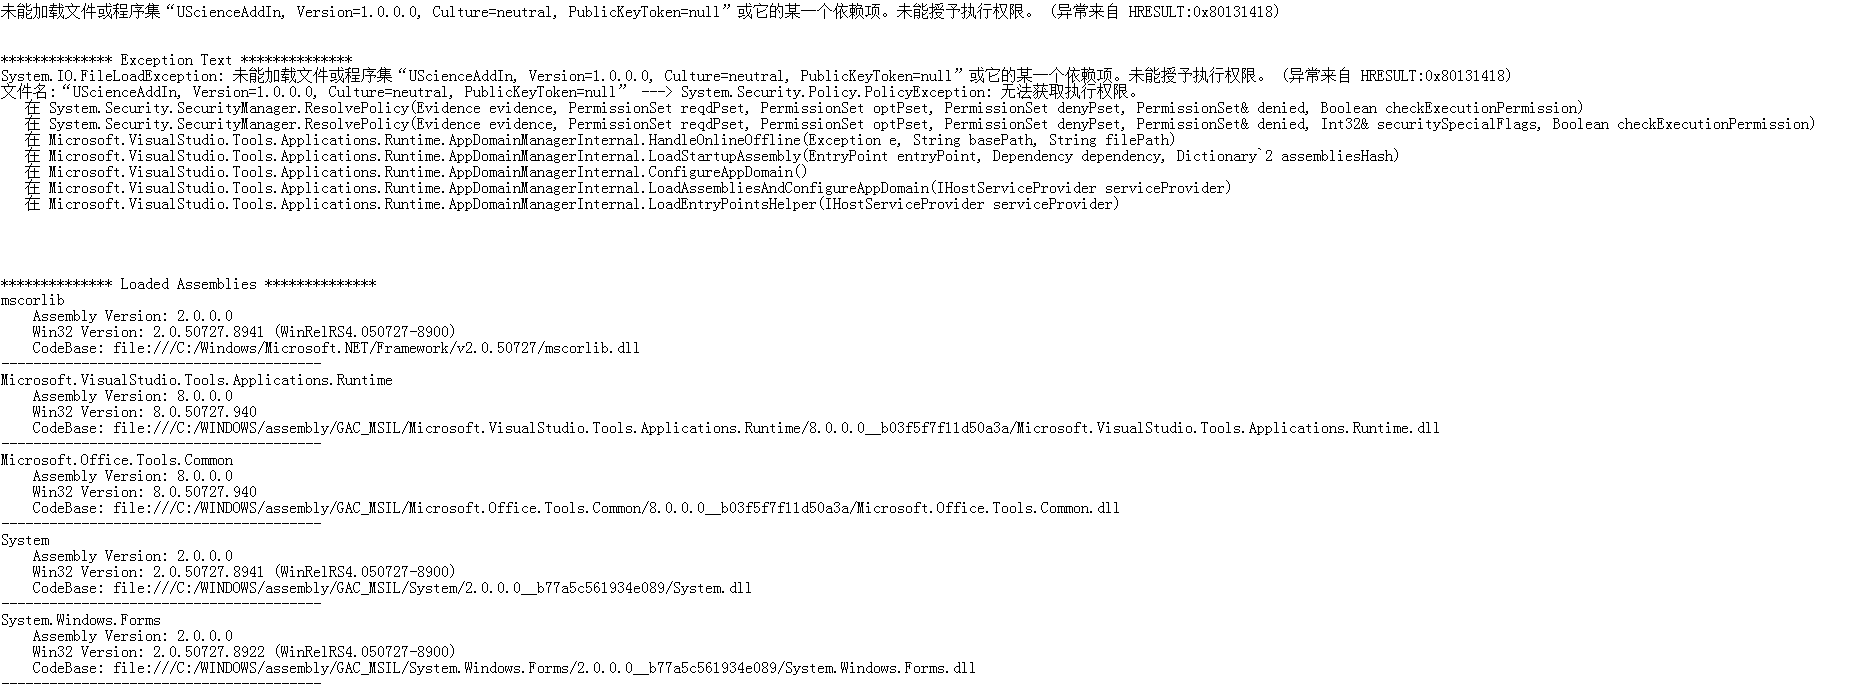 未能加载文件或程序集“UScienceAddIn, Version=1.0.0.0, Culture=neutral, PublicKeyToken=null”或它的某一个依赖项。未能授予执行权限。 (异常来自 HRESULT:0x80131418)
************** Exception Text **************
System.IO.FileLoadException: 未能加载文件或程序集“UScienceAddIn, Version=1.0.0.0, Culture=neutral, PublicKeyToken=null”或它的某一个依赖项。未能授予执行权限。 (异常来自 HRESULT:0x80131418)
文件名:“UScienceAddIn, Version=1.0.0.0, Culture=neutral, PublicKeyToken=null” ---> System.Security.Policy.PolicyException: 无法获取执行权限。
在 System.Security.SecurityManager.ResolvePolicy(Evidence evidence, PermissionSet reqdPset, PermissionSet optPset, PermissionSet denyPset, PermissionSet& denied, Boolean checkExecutionPermission)
在 System.Security.SecurityManager.ResolvePolicy(Evidence evidence, PermissionSet reqdPset, PermissionSet optPset, PermissionSet denyPset, PermissionSet& denied, Int32& securitySpecialFlags, Boolean checkExecutionPermission)
在 Microsoft.VisualStudio.Tools.Applications.Runtime.AppDomainManagerInternal.HandleOnlineOffline(Exception e, String basePath, String filePath)
在 Microsoft.VisualStudio.Tools.Applications.Runtime.AppDomainManagerInternal.LoadStartupAssembly(EntryPoint entryPoint, Dependency dependency, Dictionary`2 assembliesHash)
在 Microsoft.VisualStudio.Tools.Applications.Runtime.AppDomainManagerInternal.ConfigureAppDomain()
在 Microsoft.VisualStudio.Tools.Applications.Runtime.AppDomainManagerInternal.LoadAssembliesAndConfigureAppDomain(IHostServiceProvider serviceProvider)
在 Microsoft.VisualStudio.Tools.Applications.Runtime.AppDomainManagerInternal.LoadEntryPointsHelper(IHostServiceProvider serviceProvider)
************** Loaded Assemblies **************
mscorlib
Assembly Version: 2.0.0.0
Win32 Version: 2.0.50727.8941 (WinRelRS4.050727-8900)
CodeBase: file:///C:/Windows/Microsoft.NET/Framework/v2.0.50727/mscorlib.dll
----------------------------------------
Microsoft.VisualStudio.Tools.Applications.Runtime
Assembly Version: 8.0.0.0
Win32 Version: 8.0.50727.940
CodeBase: file:///C:/WINDOWS/assembly/GAC_MSIL/Microsoft.VisualStudio.Tools.Applications.Runtime/8.0.0.0__b03f5f7f11d50a3a/Microsoft.VisualStudio.Tools.Applications.Runtime.dll
----------------------------------------
Microsoft.Office.Tools.Common
Assembly Version: 8.0.0.0
Win32 Version: 8.0.50727.940
CodeBase: file:///C:/WINDOWS/assembly/GAC_MSIL/Microsoft.Office.Tools.Common/8.0.0.0__b03f5f7f11d50a3a/Microsoft.Office.Tools.Common.dll
----------------------------------------
System
Assembly Version: 2.0.0.0
Win32 Version: 2.0.50727.8941 (WinRelRS4.050727-8900)
CodeBase: file:///C:/WINDOWS/assembly/GAC_MSIL/System/2.0.0.0__b77a5c561934e089/System.dll
----------------------------------------
System.Windows.Forms
Assembly Version: 2.0.0.0
Win32 Version: 2.0.50727.8922 (WinRelRS4.050727-8900)
CodeBase: file:///C:/WINDOWS/assembly/GAC_MSIL/System.Windows.Forms/2.0.0.0__b77a5c561934e089/System.Windows.Forms.dll
----------------------------------------